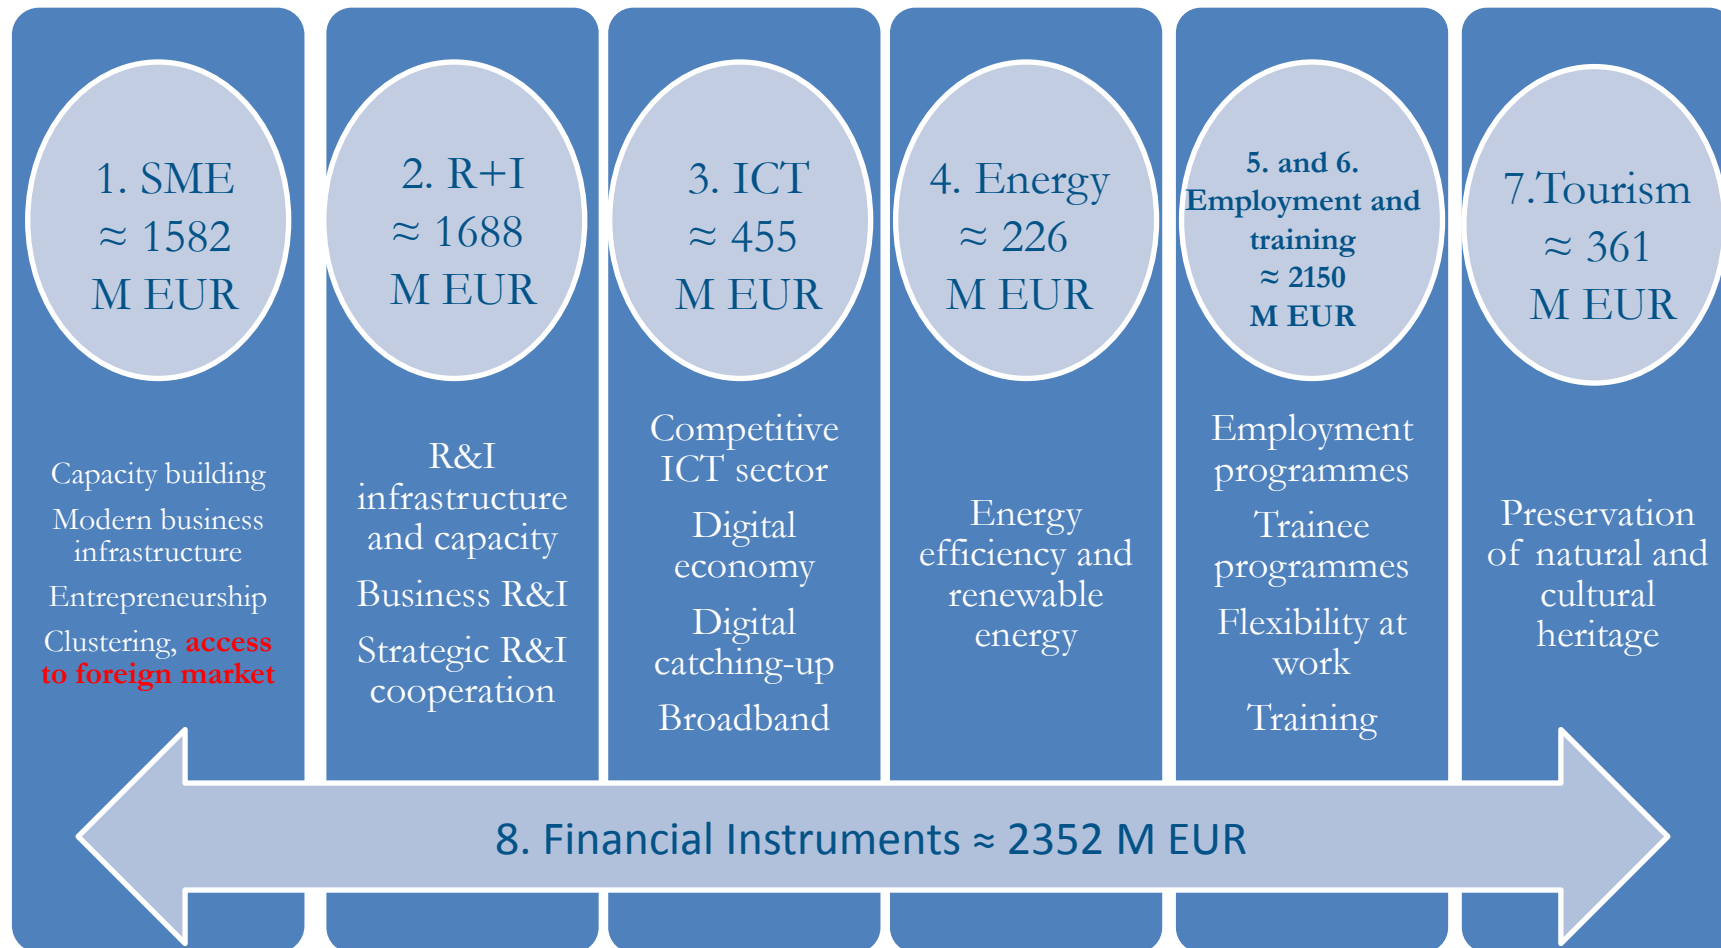 1. SME
≈ 1582
M EUR
Capacity building
Modern business
infrastructure
Entrepreneurship
Clustering, access
to foreign market
2. R+I
≈ 1688
M EUR
R&I
infrastructure
and capacity
Business R&I
Strategic R&I
cooperation
3. ICT
≈ 455
M EUR
Competitive
ICT sector
Digital
economy
Digital
catching-up
Broadband
4. Energy
≈ 226
M EUR
Energy
efficiency and
renewable
energy
5. and 6.
Employment and
training
≈ 2150
M EUR
Employment
programmes
Trainee
programmes
Flexibility at
work
Training
7.Tourism
≈ 361
M EUR
Preservation
of natural and
cultural
heritage
8. Financial Instruments ≈ 2352 M EUR